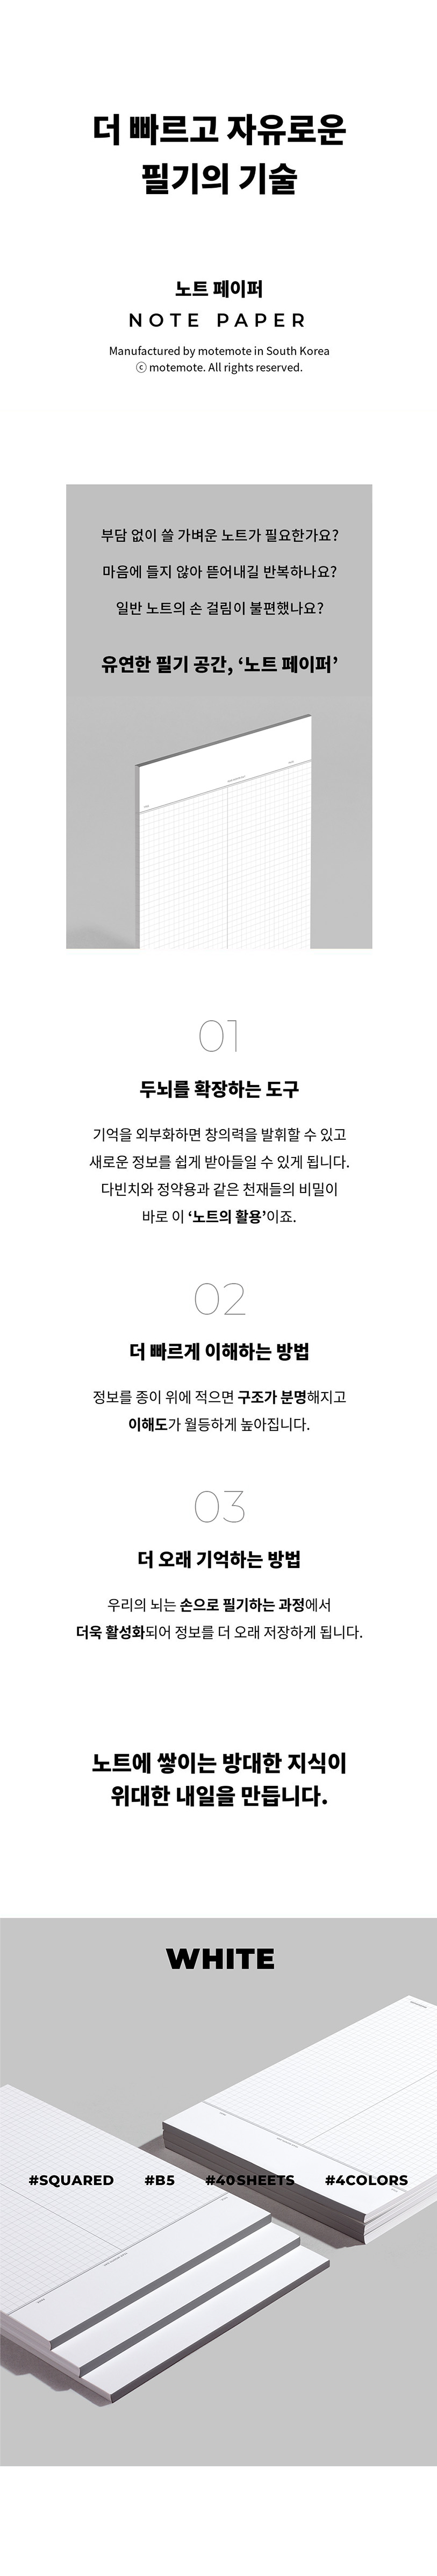 더 빠르고 자유로운
필기의 기술
노트 페이퍼
NOTE PAPER
Manufactured by motemote in South Korea
ⓒ motemote. All rights reserved.
부담 없이 쓸 가벼운 노트가 필요한가요?
마음에 들지 않아 뜯어내길 반복하나요?
일반 노트의 손 걸림이 불편했나요?
유연한 필기 공간, ‘노트 페이퍼’
01
두뇌를 확장하는 도구
기억을 외부화하면 창의력을 발휘할 수 있고
새로운 정보를 쉽게 받아들일 수 있게 됩니다.
다빈치와 정약용과 같은 천재들의 비밀이
바로 이 ‘노트의 활용’이죠.
02
더 빠르게 이해하는 방법
정보를 종이 위에 적으면 구조가 분명해지고
이해도가 월등하게 높아집니다.
03
더 오래 기억하는 방법
우리의 뇌는 손으로 필기하는 과정에서
더욱 활성화되어 정보를 더 오래 저장하게 됩니다.
노트에 쌓이는 방대한 지식이
위대한 내일을 만듭니다.
WHITE
#SQUARED #B5 #40SHEETS #4COLORS